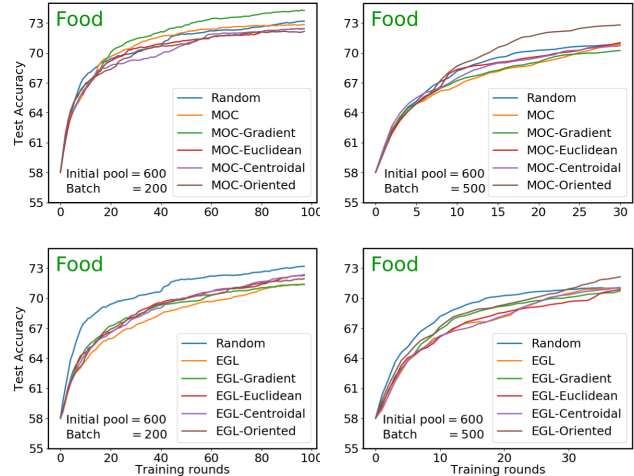 Food
Test Accuracy
73
70
67
64
61
58
55
Random
MOC
MOC-Gradient
MOC-Euclidean
MOC-Centroidal
MOC-Oriented
Initial pool = 600
Batch = 200
0 20 40 60 80 100
Food
73
70
67
64
61
58
55
Random
MOC
MOC-Gradient
MOC-Euclidean
MOC-Centroidal
MOC-Oriented
Initial pool = 600
Batch = 500
0 5 10 15 20 25 30
Food
Test Accuracy
73
70
67
64
61
58
55
Random
EGL
EGL-Gradient
EGL-Euclidean
EGL-Centroidal
EGL-Oriented
Initial pool = 600
Batch = 200
0 20 40 60 80 100
Training rounds
Food
73
70
67
64
61
58
55
Random
EGL
EGL-Gradient
EGL-Euclidean
EGL-Centroidal
EGL-Oriented
Initial pool = 600
Batch = 500
0 10 20 30
Training rounds